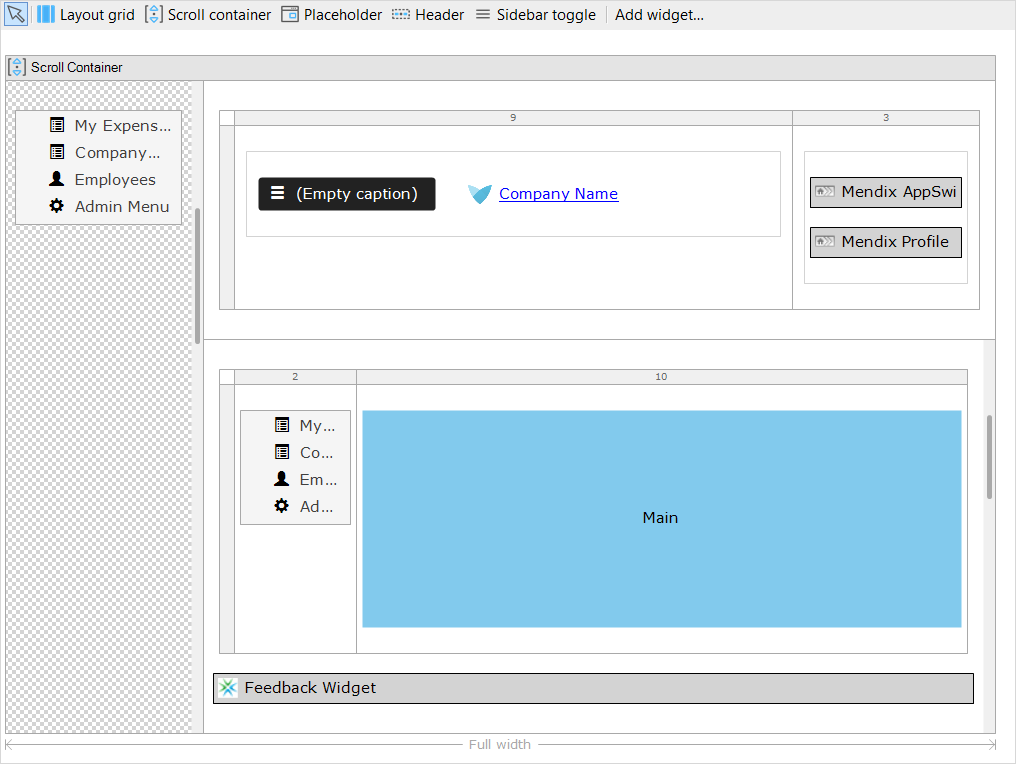 Layout grid Scroll container Placeholder Header Sidebar toggle Add widget...
Scroll Container
My Expens...
Company...
Employees
Admin Menu
9 3
(Empty caption) Company Name
Mendix AppSwi
Mendix Profile
2 10
My...
Co...
Em...
Ad...
Main
Feedback Widget
Full width